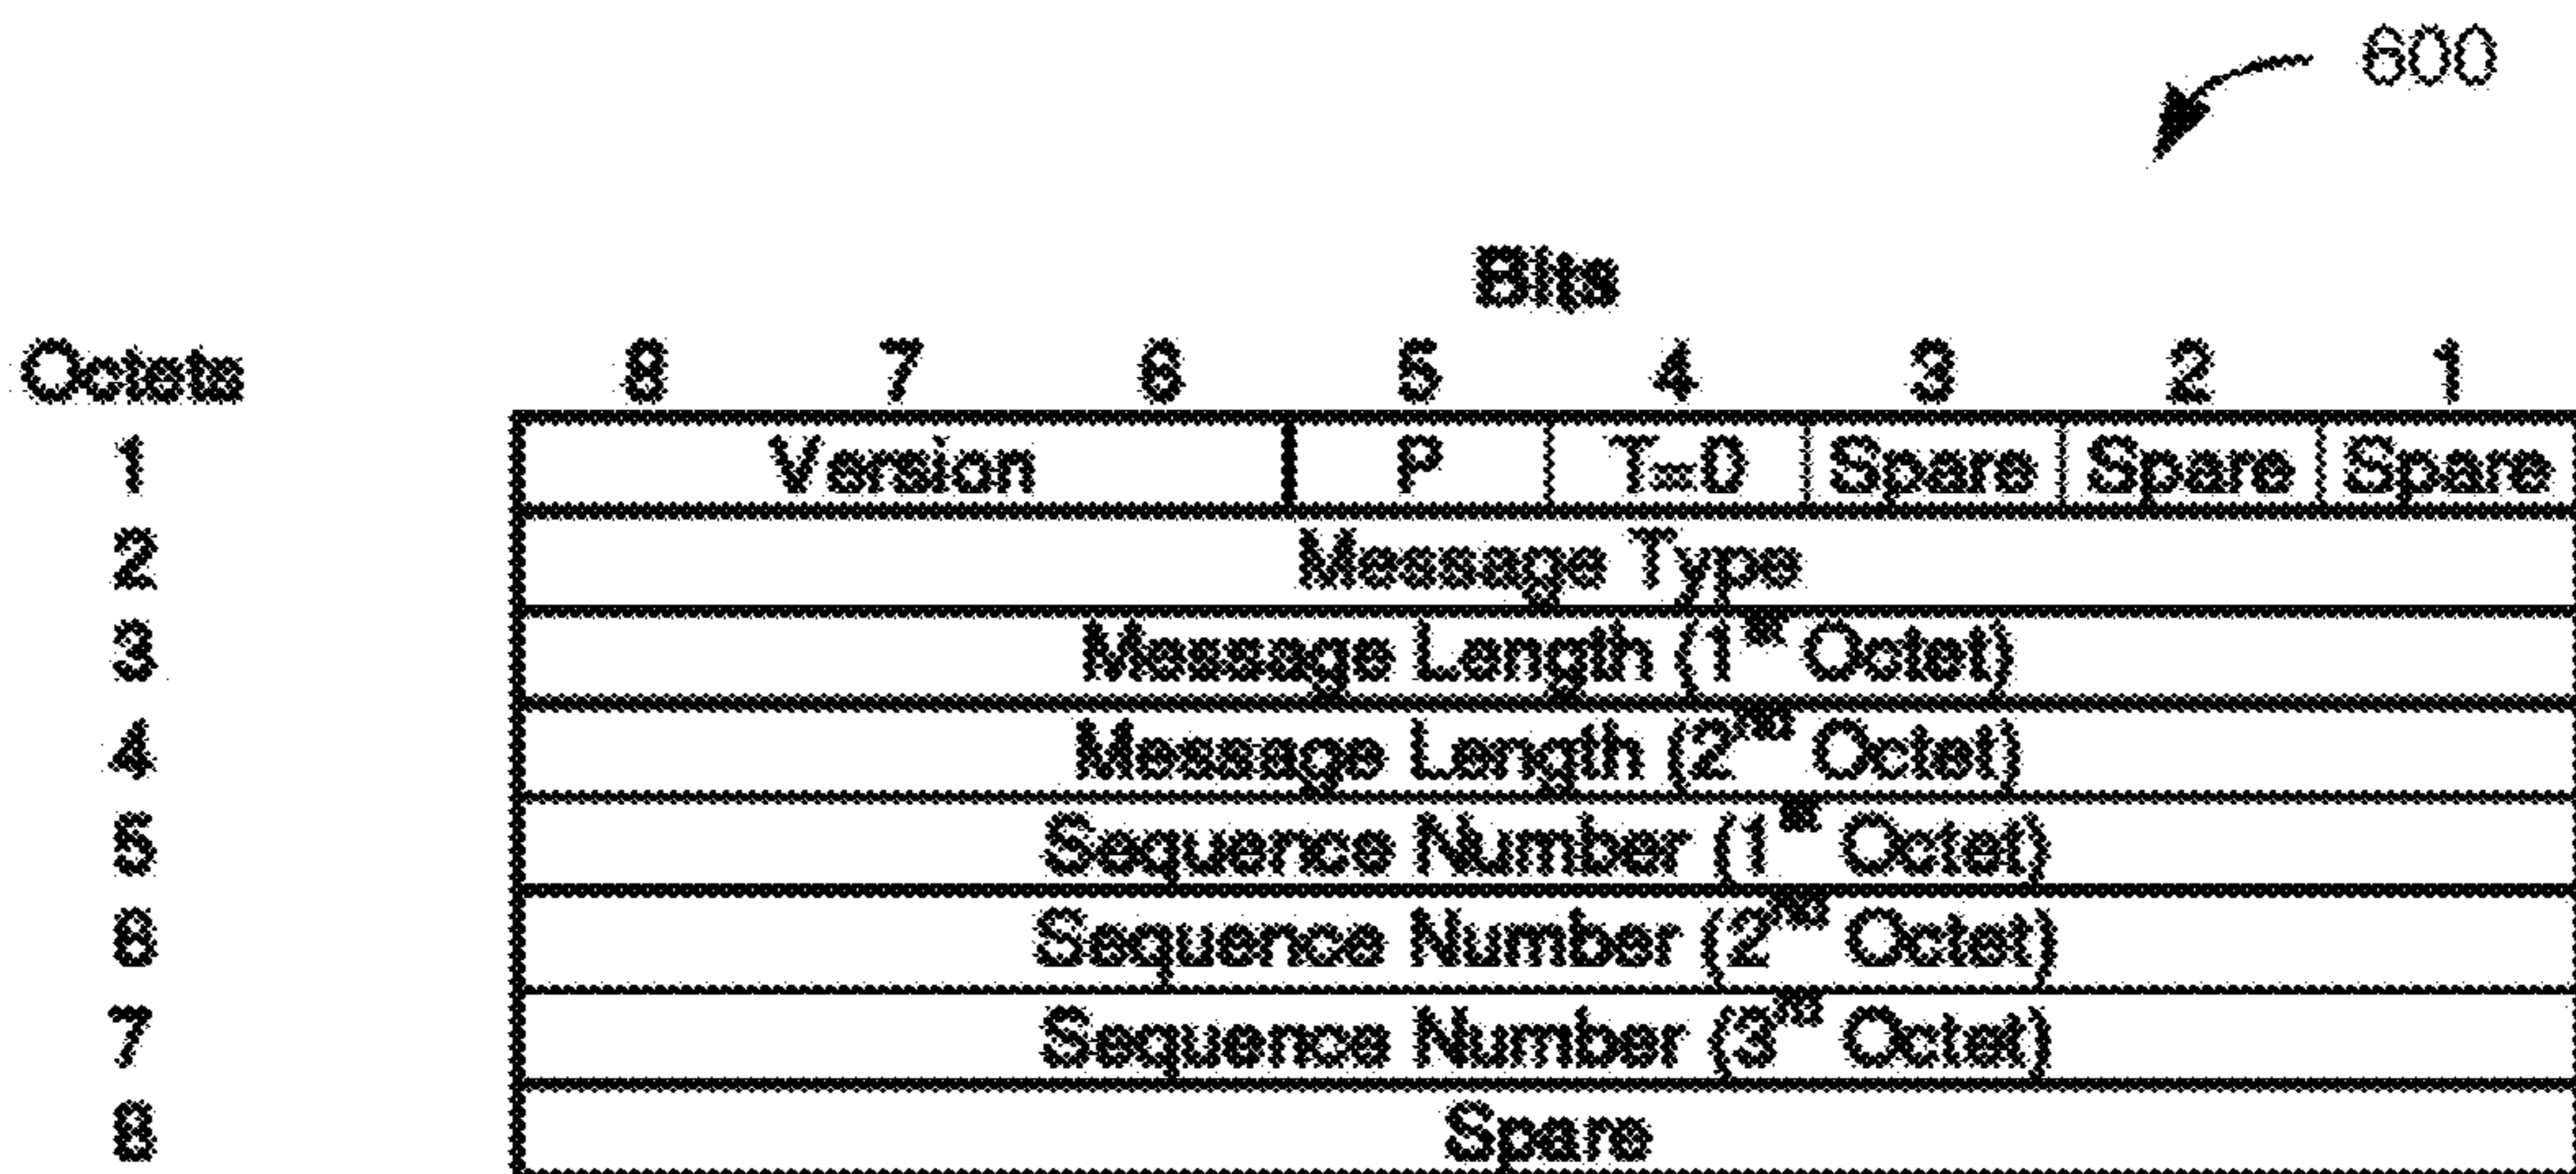 600
Bits
Octets 8 7 6 5 4 3 2 1
1 Version P T=0 Spare Spare Spare
2 Message Type
3 Message Length (1st Octet)
4 Message Length (2nd Octet)
5 Sequence Number (1st Octet)
6 Sequence Number (2nd Octet)
7 Sequence Number (3rd Octet)
8 Spare